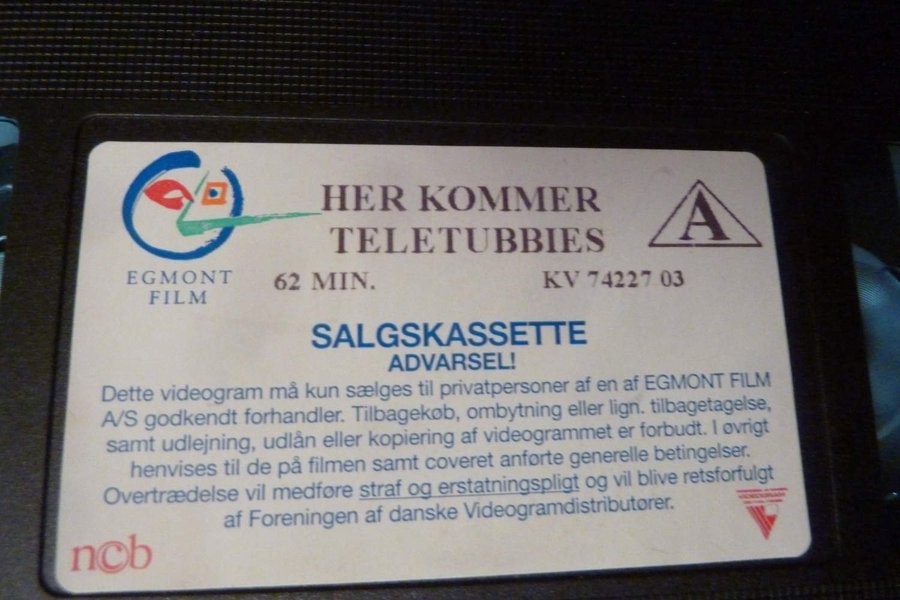 HER KOMMER
TELETUBBIES
A
EGMONT
FILM
62 MIN.
KV 74227 03
SALGSKASSETTE
ADVARSEL!
Dette videogram må kun sælges til privatpersoner af en af EGMONT FILM
A/S godkendt forhandler. Tilbagekøb, ombytning eller lign. tilbagetagelse,
samt udlejning, udlån eller kopiering af videogrammet er forbudt. I øvrigt
henvises til de på filmen samt coveret anførte generelle betingelser.
Overtrædelse vil medføre straf og erstatningspligt og vil blive retsforfulgt
af Foreningen af danske Videogramdistributører.
ncb